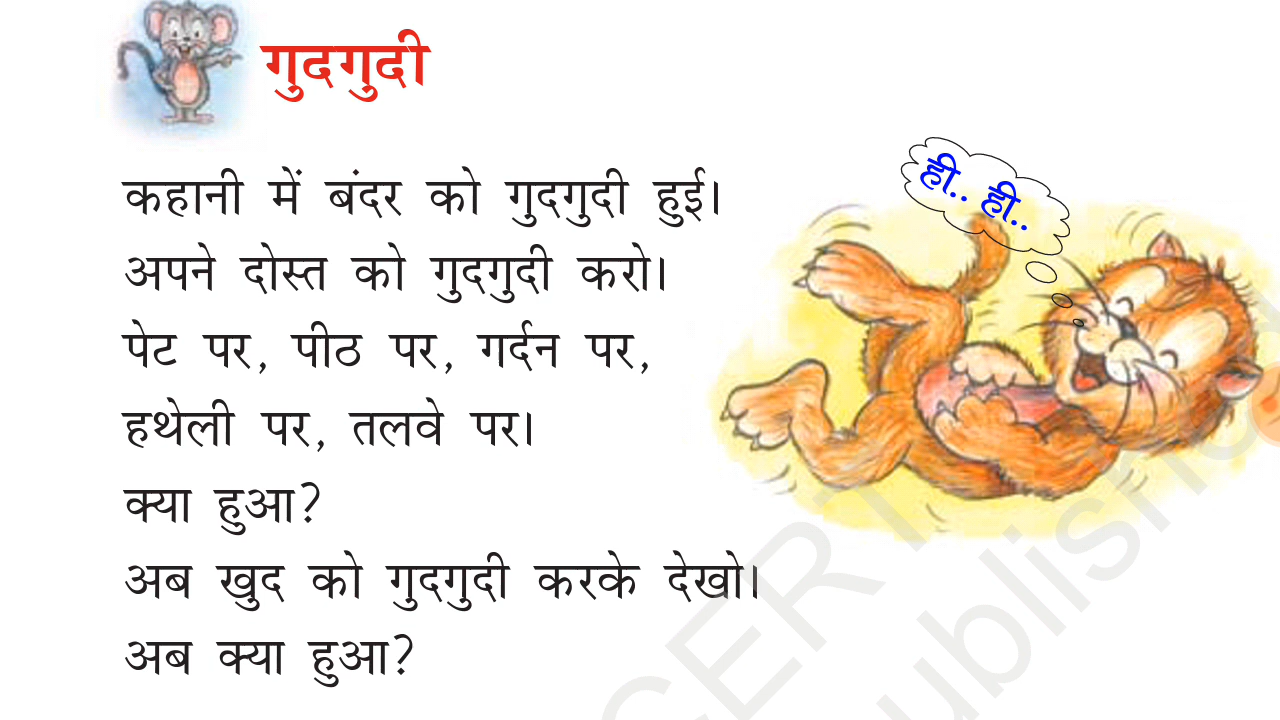 गुदगुदी
ही.. ही..
कहानी में बंदर को गुदगुदी हुई।
अपने दोस्त को गुदगुदी करो।
पेट पर, पीठ पर, गर्दन पर,
हथेली पर, तलवे पर।
क्या हुआ?
अब खुद को गुदगुदी करके देखो।
अब क्या हुआ?